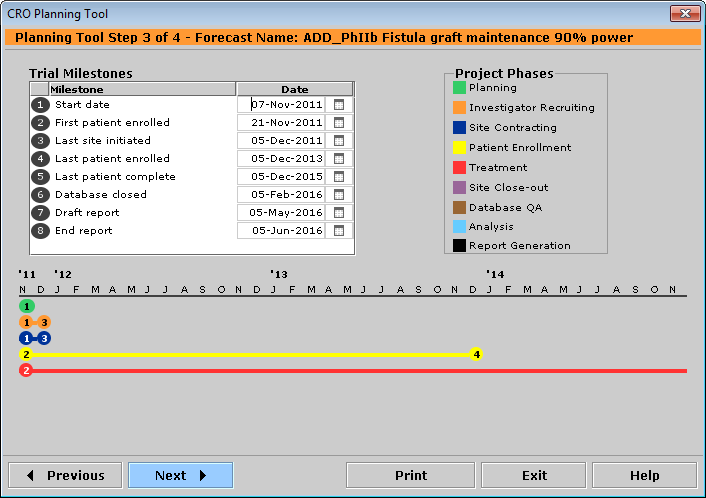 CRO Planning Tool
Planning Tool Step 3 of 4 - Forecast Name: ADD_PhIIb Fistula graft maintenance 90% power
Trial Milestones
Milestone Date
1 Start date 07-Nov-2011
2 First patient enrolled 21-Nov-2011
3 Last site initiated 05-Dec-2011
4 Last patient enrolled 05-Dec-2013
5 Last patient complete 05-Dec-2015
6 Database closed 05-Feb-2016
7 Draft report 05-May-2016
8 End report 05-Jun-2016
Project Phases
Planning
Investigator Recruiting
Site Contracting
Patient Enrollment
Treatment
Site Close-out
Database QA
Analysis
Report Generation
'11 '12 '13 '14
N D J F M A M J J A S O N D J F M A M J J A S O N D J F M A M J J A S O N
1
1 3
1 3
2 4
2
Previous Next Print Exit Help